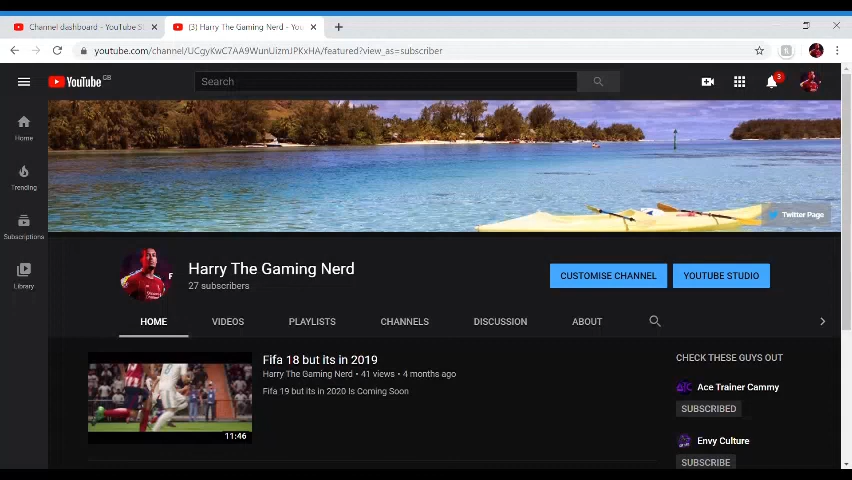 Channel dashboard - YouTube St
(3) Harry The Gaming Nerd - You
youtube.com/channel/UCgyKwC7AA9WunUizmJPKxHA/featured?view_as=subscriber
YouTube GB
Search
3
Home
Trending
Subscriptions
Library
Twitter Page
F
Harry The Gaming Nerd
27 subscribers
CUSTOMISE CHANNEL
YOUTUBE STUDIO
HOME
VIDEOS
PLAYLISTS
CHANNELS
DISCUSSION
ABOUT
Fifa 18 but its in 2019
Harry The Gaming Nerd • 41 views • 4 months ago
Fifa 19 but its in 2020 Is Coming Soon
11:46
CHECK THESE GUYS OUT
Ace Trainer Cammy
SUBSCRIBED
Envy Culture
SUBSCRIBE